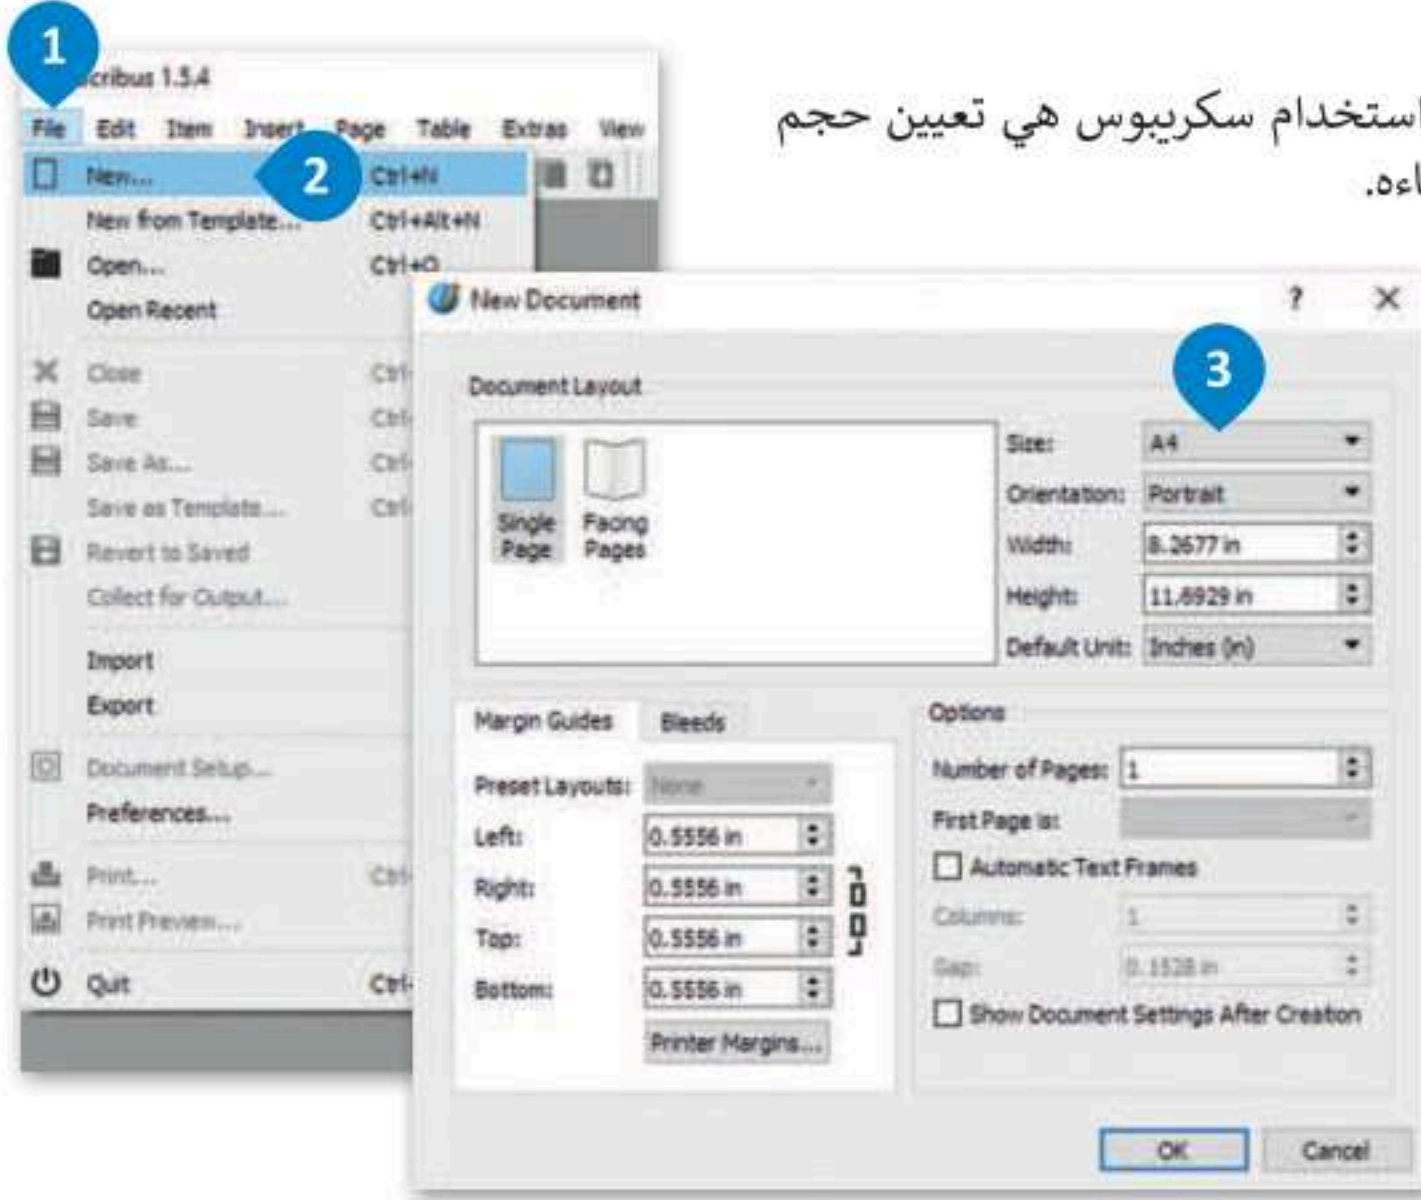 استخدام سكريبوس هي تعيين حجم
1
cribus 1.5.4
File Edit Item Insert Page Table Extras View
2
New... Ctrl+N
New from Template... Ctrl+Alt+N
Open... Ctrl+O
Open Recent
Close
Save
Save As...
Save as Template...
Revert to Saved
Collect for Output...
Import
Export
Document Setup...
Preferences...
Print...
Print Preview...
Quit
New Document ? ×
3
Document Layout
Single Page
Facing Pages
Size: A4
Orientation: Portrait
Width: 8.2677 in
Height: 11.6929 in
Default Unit: Inches (in)
Margin Guides Bleeds
Preset Layouts: None
Left: 0.5556 in
Right: 0.5556 in
Top: 0.5556 in
Bottom: 0.5556 in
Printer Margins...
Options
Number of Pages: 1
First Page is:
Automatic Text Frames
Columns: 1
Gap: 0.1528 in
Show Document Settings After Creation
OK Cancel